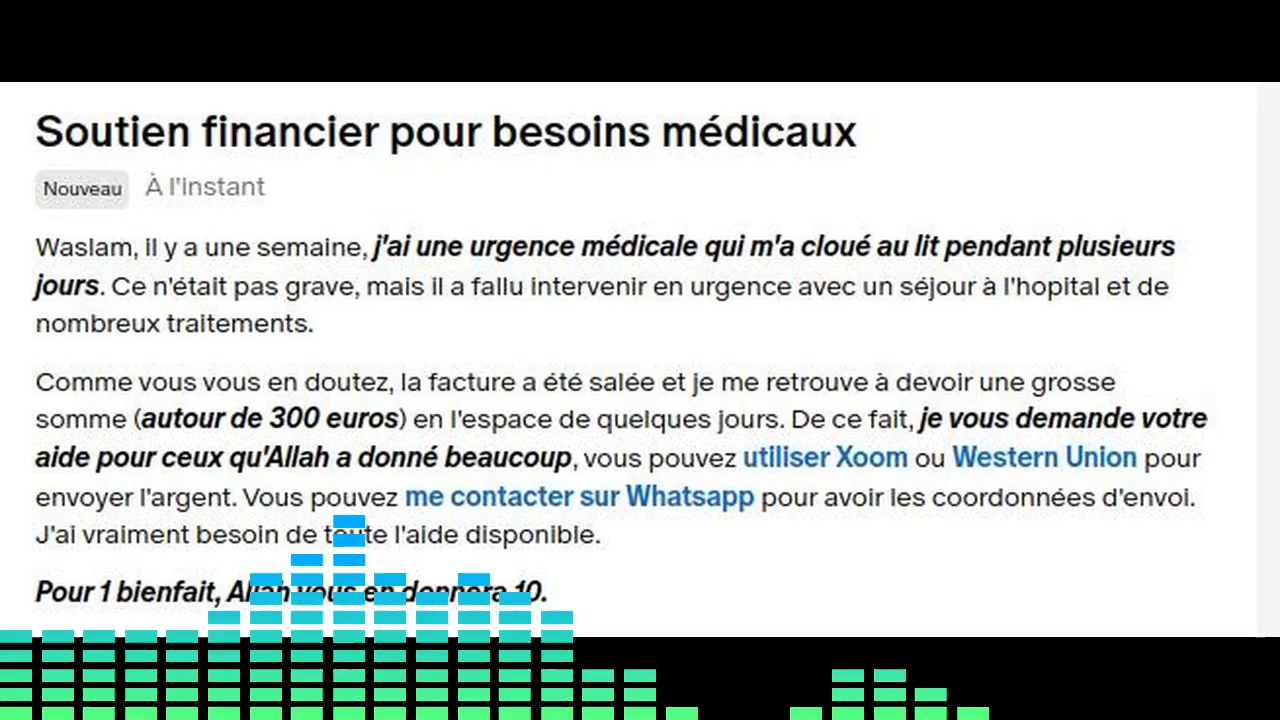 Soutien financier pour besoins médicaux
Nouveau À l'instant
Waslam, il y a une semaine, j'ai une urgence médicale qui m'a cloué au lit pendant plusieurs
jours. Ce n'était pas grave, mais il a fallu intervenir en urgence avec un séjour à l'hopital et de
nombreux traitements.
Comme vous vous en doutez, la facture a été salée et je me retrouve à devoir une grosse
somme (autour de 300 euros) en l'espace de quelques jours. De ce fait, je vous demande votre
aide pour ceux qu'Allah a donné beaucoup, vous pouvez utiliser Xoom ou Western Union pour
envoyer l'argent. Vous pouvez me contacter sur Whatsapp pour avoir les coordonnées d'envoi.
J'ai vraiment besoin de toute l'aide disponible.
Pour 1 bienfait, Allah vous en donnera 10.